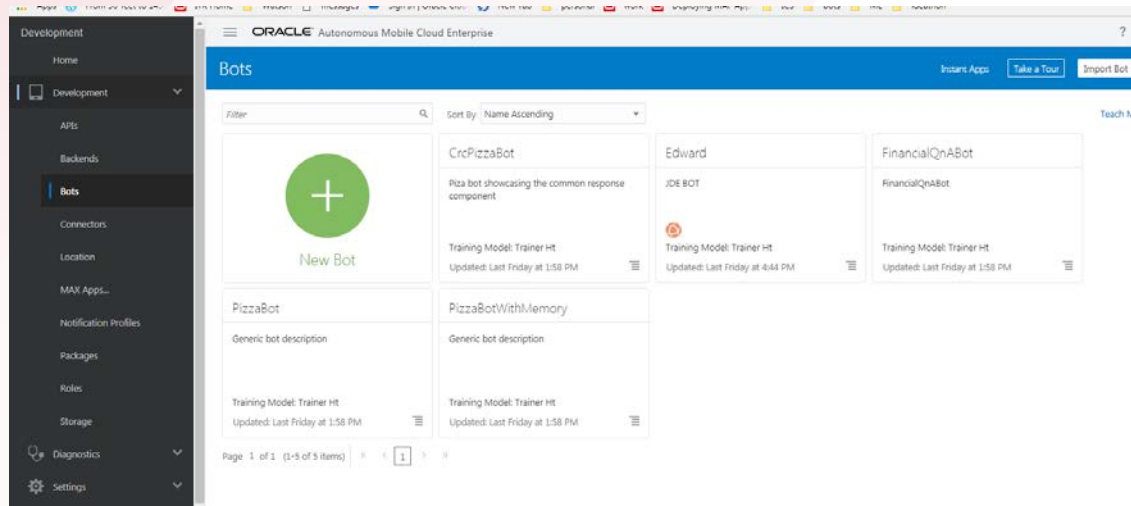 Apps
personal
Development
ORACLE Autonomous Mobile Cloud Enterprise
?
Home
Bots
Instant Apps
Take a Tour
Import Bot
Development
Filter
Sort By Name Ascending
Teach M
APIs
Backends
Bots
Connectors
Location
MAX Apps...
Notification Profiles
Packages
Roles
Storage
Diagnostics
Settings
New Bot
CrcPizzaBot
Piza bot showcasing the common response
component
Training Model: Trainer Ht
Updated: Last Friday at 1:58 PM
Edward
JDE BOT
Training Model: Trainer Ht
Updated: Last Friday at 4:44 PM
FinancialQnABot
FinancialQnABot
Training Model: Trainer Ht
Updated: Last Friday at 1:58 PM
PizzaBot
Generic bot description
Training Model: Trainer Ht
Updated: Last Friday at 1:58 PM
PizzaBotWithMemory
Generic bot description
Training Model: Trainer Ht
Updated: Last Friday at 1:58 PM
Page 1 of 1 (1-5 of 5 items) 1